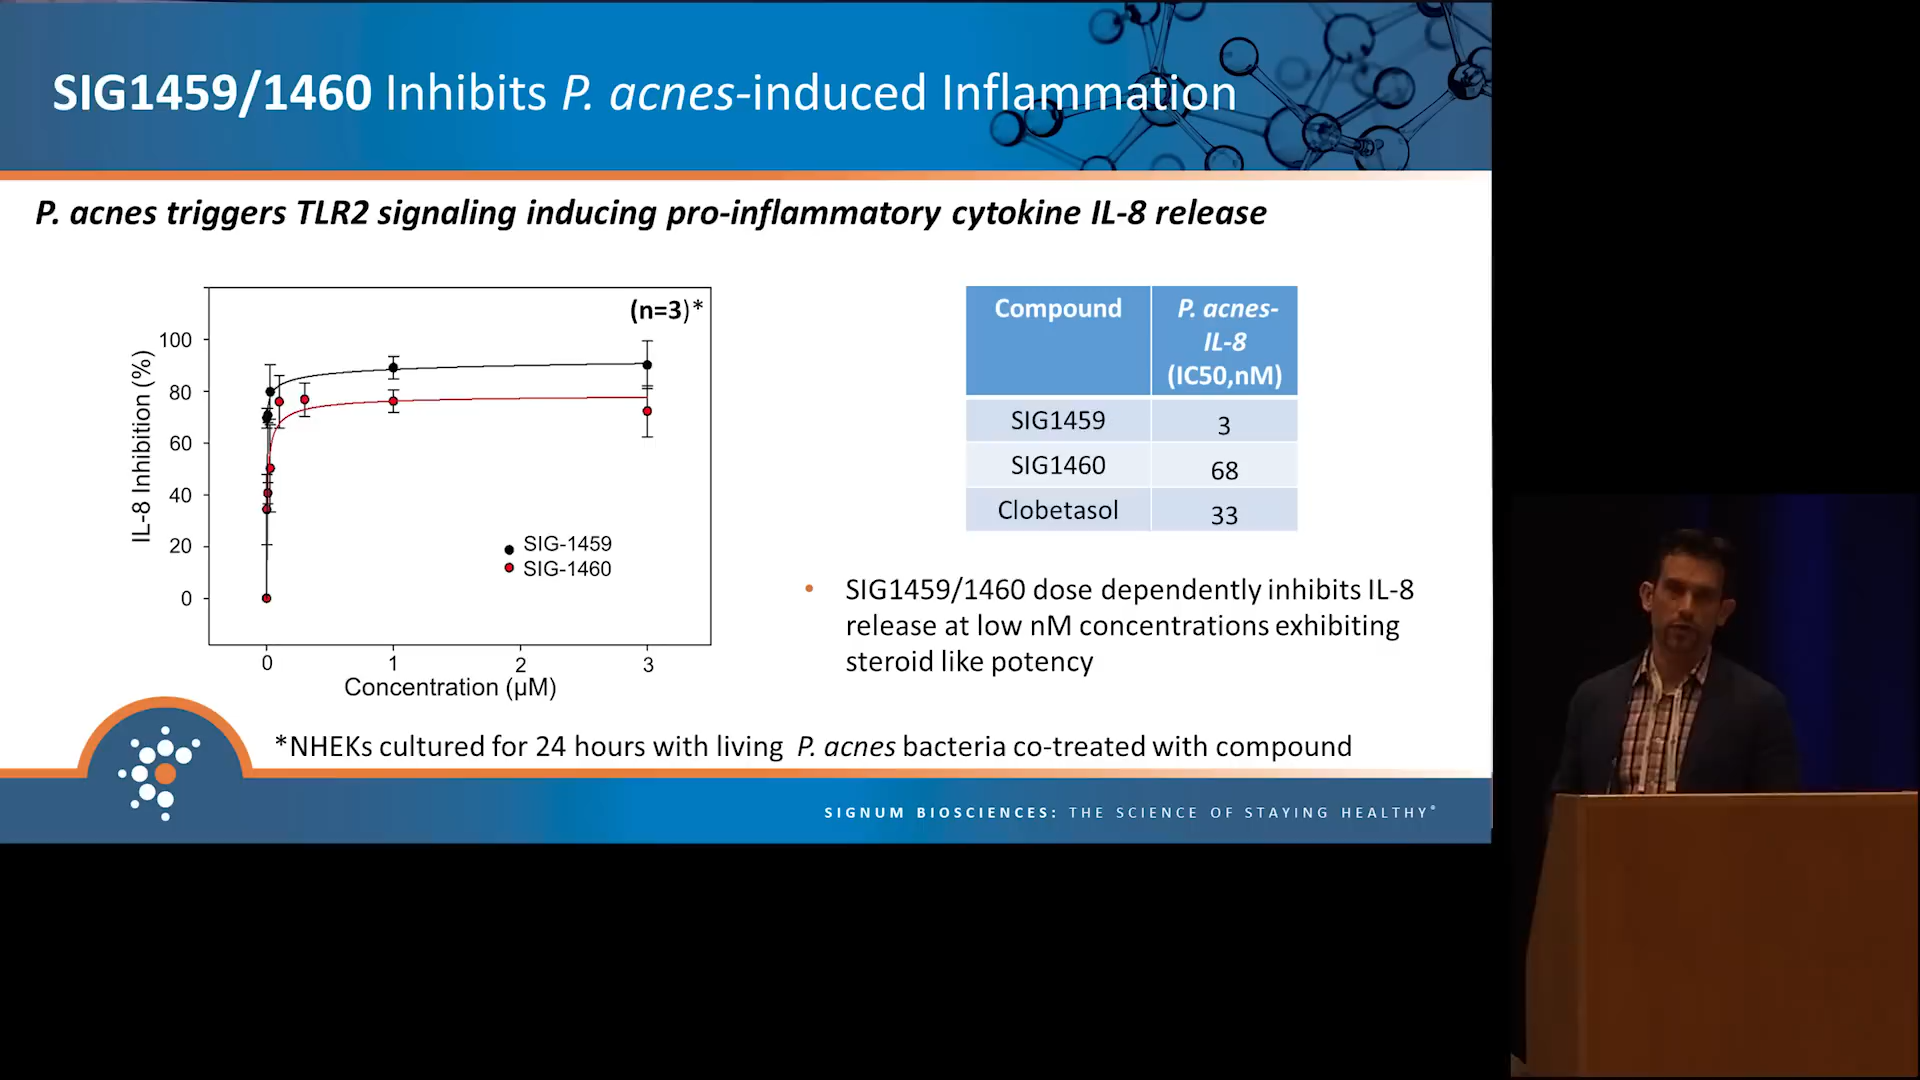 SIG1459/1460 Inhibits P. acnes-induced Inflammation
P. acnes triggers TLR2 signaling inducing pro-inflammatory cytokine IL-8 release
(n=3)*
100
80
60
40
20
0
IL-8 Inhibition (%)
SIG-1459
SIG-1460
0 1 2 3
Concentration (µM)
Compound
P. acnes-
IL-8
(IC50,nM)
SIG1459 3
SIG1460 68
Clobetasol 33
• SIG1459/1460 dose dependently inhibits IL-8
release at low nM concentrations exhibiting
steroid like potency
*NHEKs cultured for 24 hours with living P. acnes bacteria co-treated with compound
SIGNUM BIOSCIENCES: THE SCIENCE OF STAYING HEALTHY®